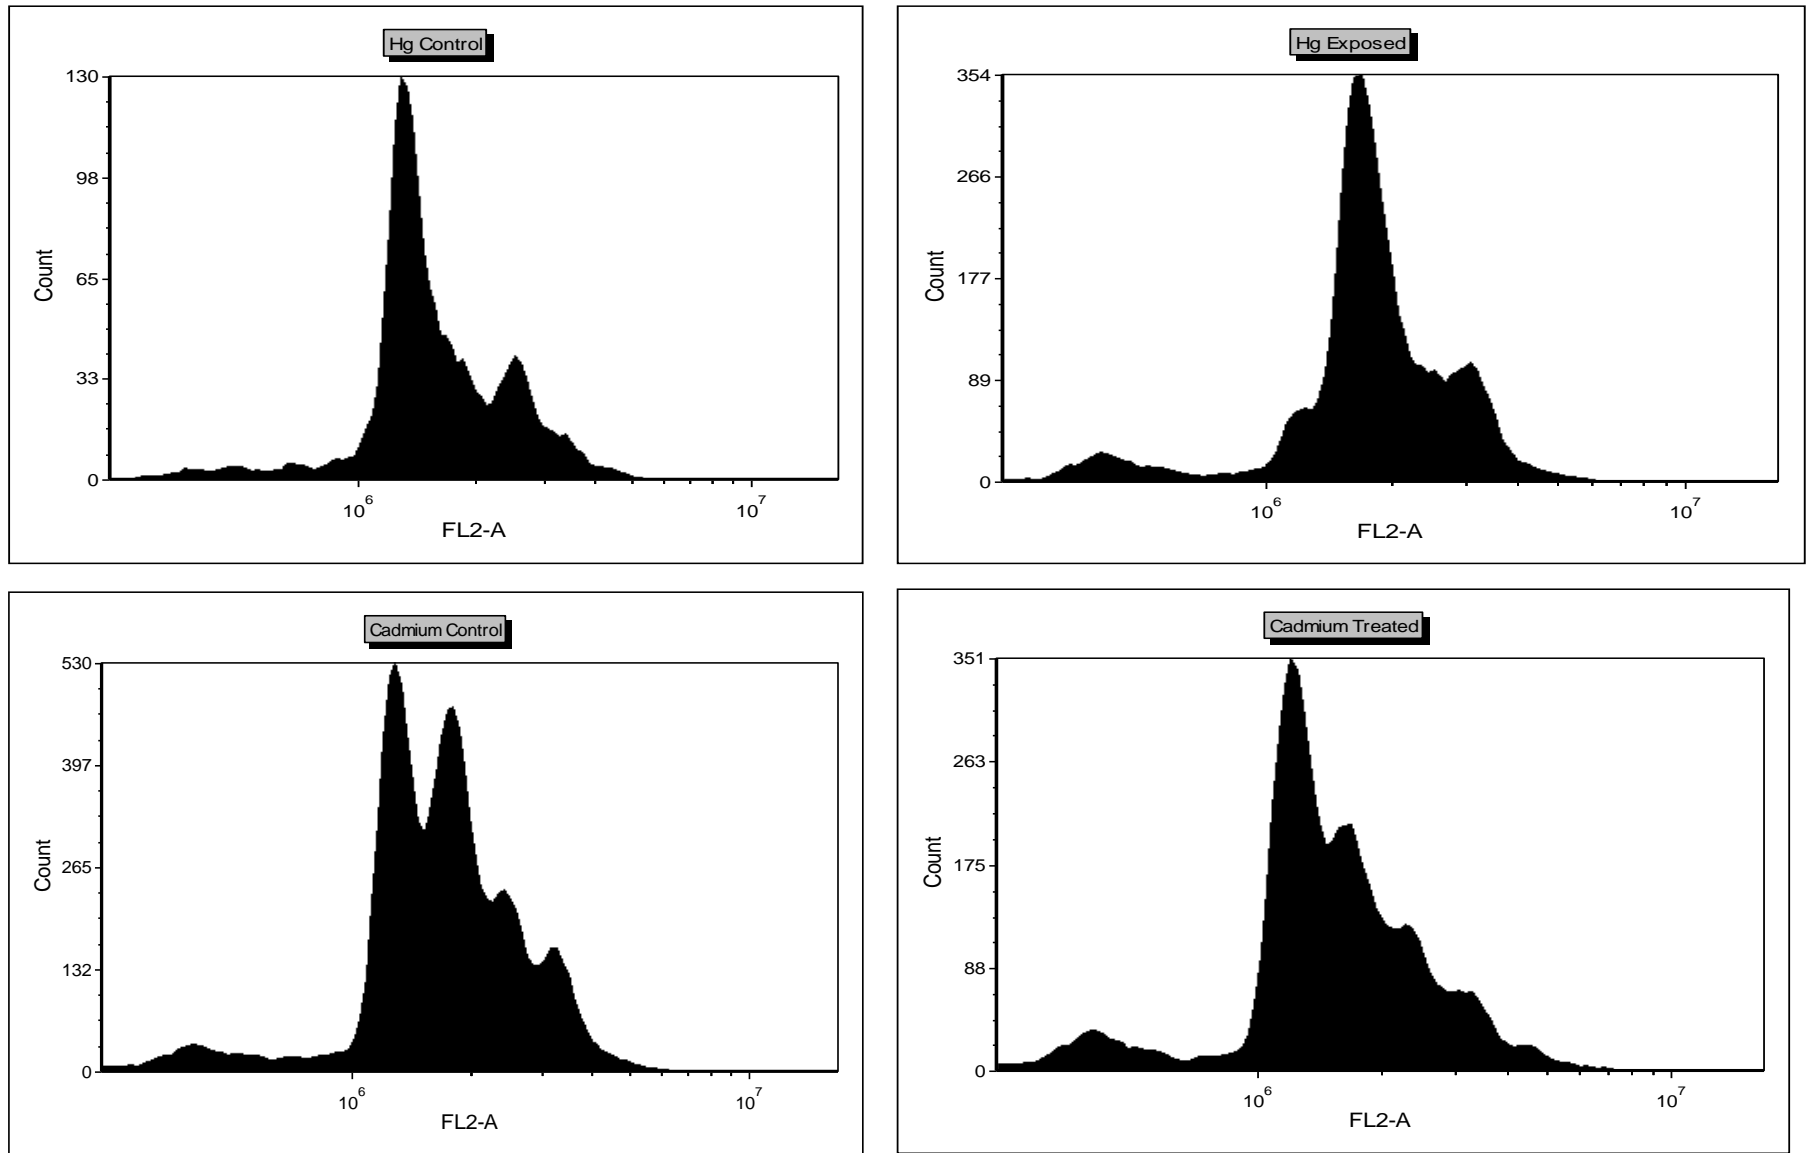 Hg Control
130
98
65
33
0
Count
10^6
10^7
FL2-A
Hg Exposed
354
266
177
89
0
Count
10^6
10^7
FL2-A
Cadmium Control
530
397
265
132
0
Count
10^6
10^7
FL2-A
Cadmium Treated
351
263
175
88
0
Count
10^6
10^7
FL2-A